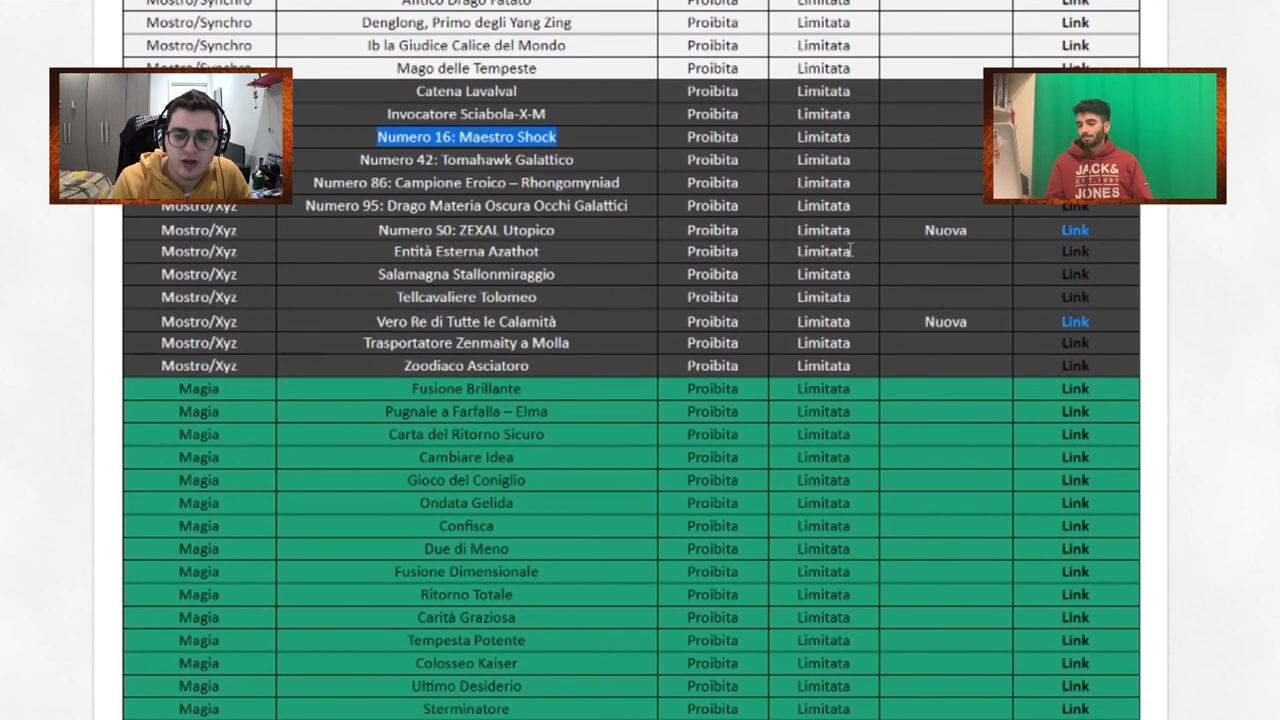 Mostro/Synchro Antico Drago Fatato Proibita Limitata Link
Mostro/Synchro Denglong, Primo degli Yang Zing Proibita Limitata Link
Mostro/Synchro Ib la Giudice Calice del Mondo Proibita Limitata Link
Mostro/Synchro Mago delle Tempeste Proibita Limitata Link
Catena Lavalval Proibita Limitata
Invocatore Sciabola-X-M Proibita Limitata
Numero 16: Maestro Shock Proibita Limitata
Numero 42: Tomahawk Galattico Proibita Limitata
Numero 86: Campione Eroico – Rhongomyniad Proibita Limitata
Mostro/Xyz Numero 95: Drago Materia Oscura Occhi Galattici Proibita Limitata Link
Mostro/Xyz Numero S0: ZEXAL Utopico Proibita Limitata Nuova Link
Mostro/Xyz Entità Esterna Azathot Proibita Limitata Link
Mostro/Xyz Salamagna Stallonmiraggio Proibita Limitata Link
Mostro/Xyz Tellcavaliere Tolomeo Proibita Limitata Link
Mostro/Xyz Vero Re di Tutte le Calamità Proibita Limitata Nuova Link
Mostro/Xyz Trasportatore Zenmaity a Molla Proibita Limitata Link
Mostro/Xyz Zoodiaco Asciatoro Proibita Limitata Link
Magia Fusione Brillante Proibita Limitata Link
Magia Pugnale a Farfalla – Elma Proibita Limitata Link
Magia Carta del Ritorno Sicuro Proibita Limitata Link
Magia Cambiare Idea Proibita Limitata Link
Magia Gioco del Coniglio Proibita Limitata Link
Magia Ondata Gelida Proibita Limitata Link
Magia Confisca Proibita Limitata Link
Magia Due di Meno Proibita Limitata Link
Magia Fusione Dimensionale Proibita Limitata Link
Magia Ritorno Totale Proibita Limitata Link
Magia Carità Graziosa Proibita Limitata Link
Magia Tempesta Potente Proibita Limitata Link
Magia Colosseo Kaiser Proibita Limitata Link
Magia Ultimo Desiderio Proibita Limitata Link
Magia Sterminatore Proibita Limitata Link
JACK&
EST. 1990
JONES